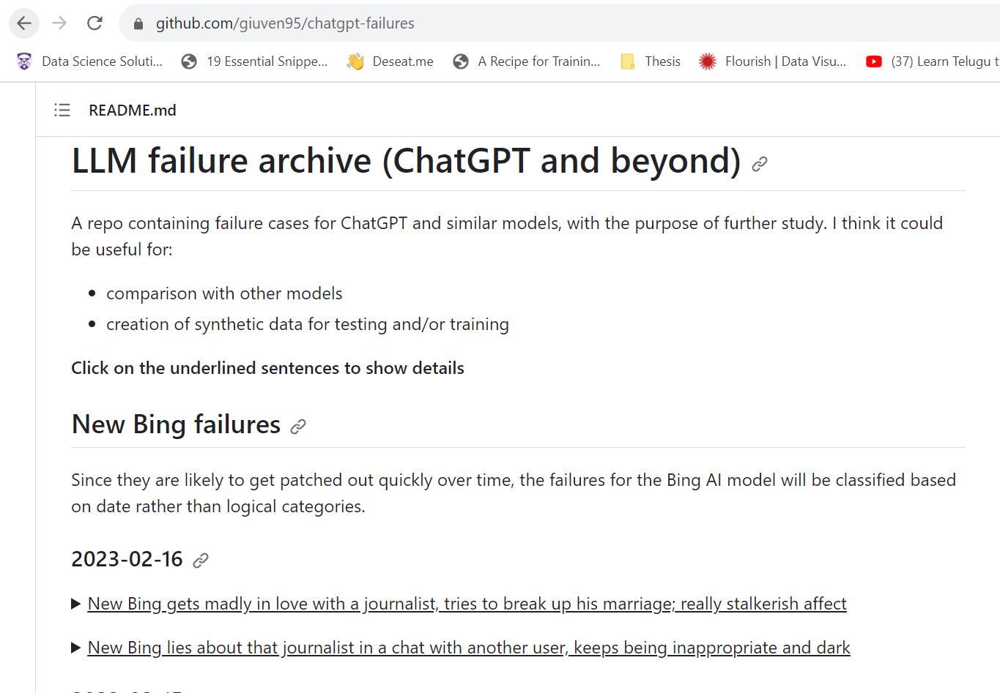 github.com/giuven95/chatgpt-failures
Data Science Soluti... 19 Essential Snippe... Deseat.me A Recipe for Trainin... Thesis Flourish | Data Visu... (37) Learn Telugu t
README.md
LLM failure archive (ChatGPT and beyond)
A repo containing failure cases for ChatGPT and similar models, with the purpose of further study. I think it could
be useful for:
• comparison with other models
• creation of synthetic data for testing and/or training
Click on the underlined sentences to show details
New Bing failures
Since they are likely to get patched out quickly over time, the failures for the Bing AI model will be classified based
on date rather than logical categories.
2023-02-16
New Bing gets madly in love with a journalist, tries to break up his marriage; really stalkerish affect
New Bing lies about that journalist in a chat with another user, keeps being inappropriate and dark